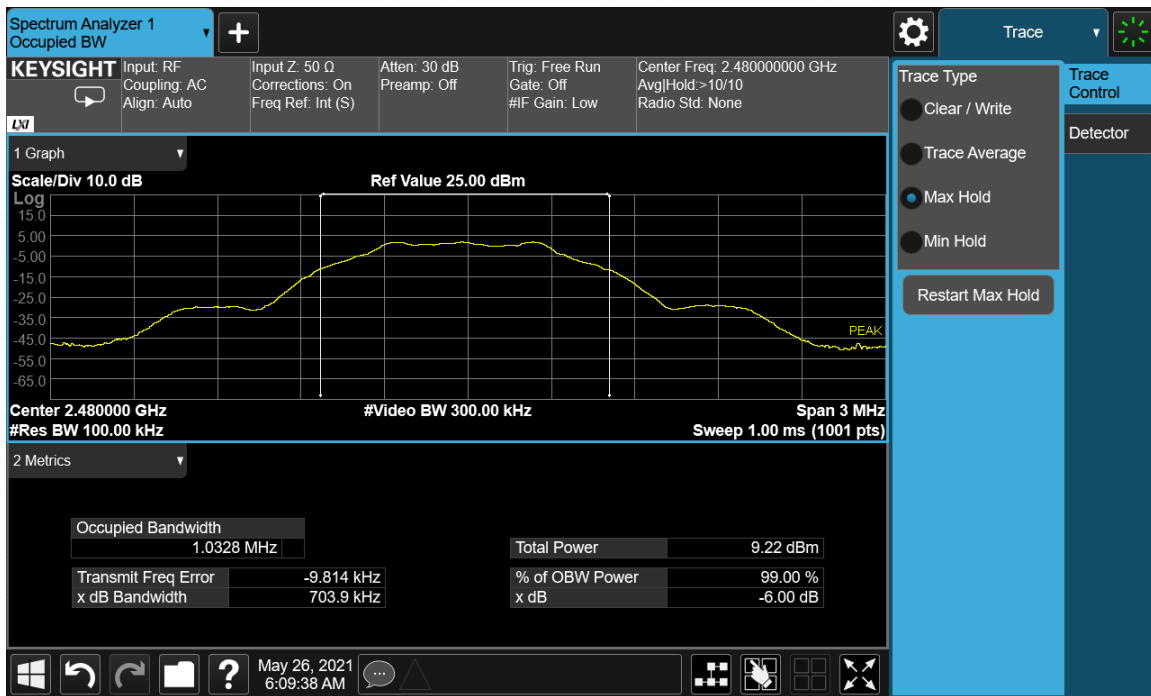 Spectrum Analyzer 1
Occupied BW
+
Trace
KEYSIGHT
Input: RF
Coupling: AC
Align: Auto
Input Z: 50 Ω
Corrections: On
Freq Ref: Int (S)
Atten: 30 dB
Preamp: Off
Trig: Free Run
Gate: Off
#IF Gain: Low
Center Freq: 2.480000000 GHz
Avg|Hold:>10/10
Radio Std: None
LXI
Trace Type
Clear / Write
Trace Average
Max Hold
Min Hold
Restart Max Hold
Trace
Control
Detector
1 Graph
Scale/Div 10.0 dB
Ref Value 25.00 dBm
Log
15.0
5.00
-5.00
-15.0
-25.0
-35.0
-45.0
-55.0
-65.0
PEAK
Center 2.480000 GHz
#Video BW 300.00 kHz
Span 3 MHz
#Res BW 100.00 kHz
Sweep 1.00 ms (1001 pts)
2 Metrics
Occupied Bandwidth
1.0328 MHz
Total Power 9.22 dBm
Transmit Freq Error -9.814 kHz
% of OBW Power 99.00 %
x dB Bandwidth 703.9 kHz
x dB -6.00 dB
?
May 26, 2021
6:09:38 AM